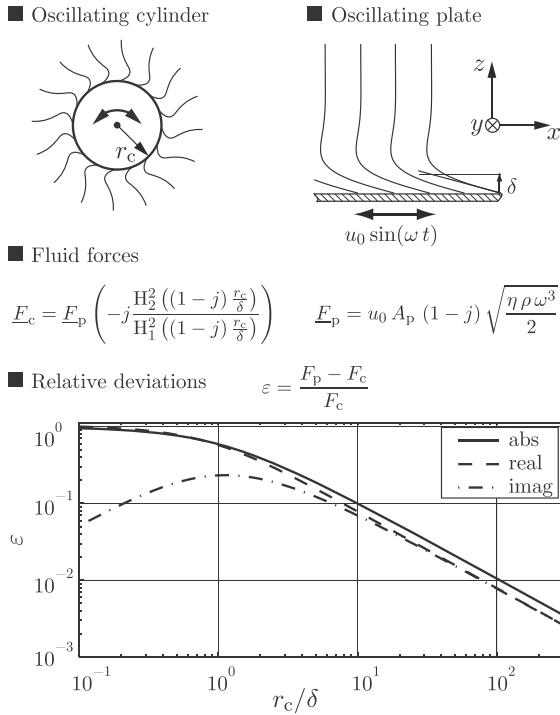 ■ Oscillating cylinder
■ Oscillating plate
r_c
z
y
x
δ
u_0 sin(ω t)
■ Fluid forces
F_c = F_p ( -j H_2^2 ((1 − j) r_c/δ) / H_1^2 ((1 − j) r_c/δ) )
F_p = u_0 A_p (1 − j) √(η ρ ω^3 / 2)
■ Relative deviations
ε = (F_p − F_c) / F_c
10^0
10^−1
10^−2
10^−3
ε
abs
real
imag
10^−1
10^0
10^1
10^2
r_c/δ